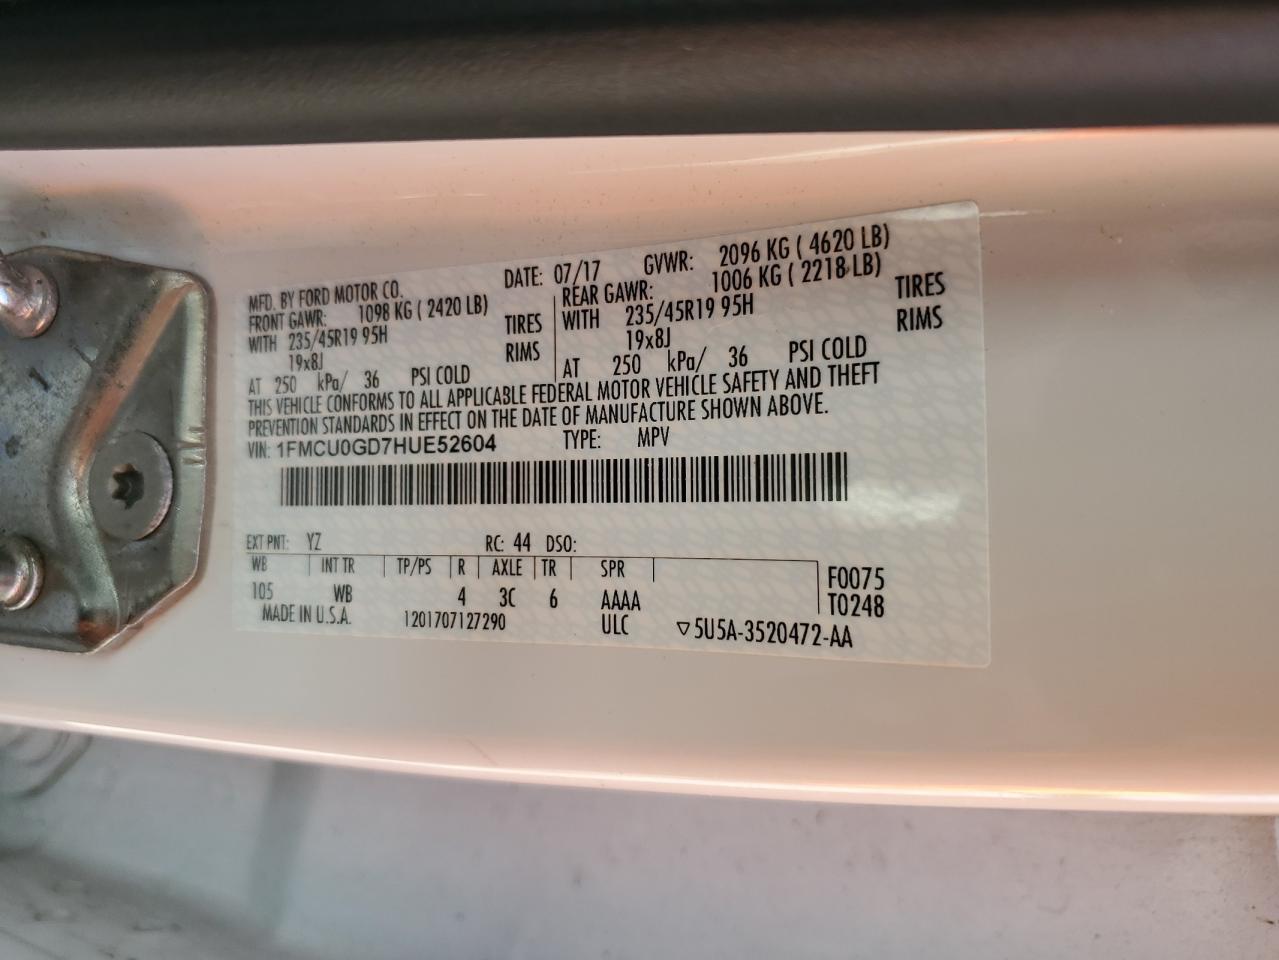 MFD. BY FORD MOTOR CO. DATE: 07/17 GVWR: 2096 KG ( 4620 LB)
FRONT GAWR: 1098 KG ( 2420 LB) REAR GAWR: 1006 KG ( 2218 LB)
WITH 235/45R19 95H TIRES WITH 235/45R19 95H TIRES
19x8J RIMS 19x8J RIMS
AT 250 kPa/ 36 PSI COLD AT 250 kPa/ 36 PSI COLD
THIS VEHICLE CONFORMS TO ALL APPLICABLE FEDERAL MOTOR VEHICLE SAFETY AND THEFT
PREVENTION STANDARDS IN EFFECT ON THE DATE OF MANUFACTURE SHOWN ABOVE.
VIN: 1FMCU0GD7HUE52604 TYPE: MPV
EXT PNT: YZ RC: 44 DSO:
WB INT TR TP/PS R AXLE TR SPR F0075
105 WB 4 3C 6 AAAA T0248
MADE IN U.S.A. 1201707127290 ULC ▽5U5A-3520472-AA